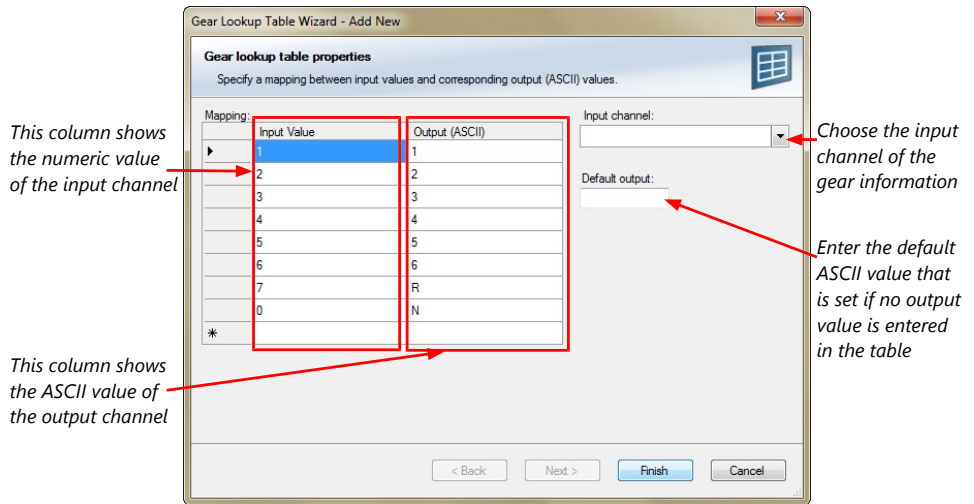 Gear Lookup Table Wizard - Add New
Gear lookup table properties
Specify a mapping between input values and corresponding output (ASCII) values.
Mapping:
Input Value Output (ASCII)
1 1
2 2
3 3
4 4
5 5
6 6
7 R
0 N
Input channel:
Default output:
< Back Next > Finish Cancel
This column shows
the numeric value
of the input channel
This column shows
the ASCII value of
the output channel
Choose the input
channel of the
gear information
Enter the default
ASCII value that
is set if no output
value is entered
in the table